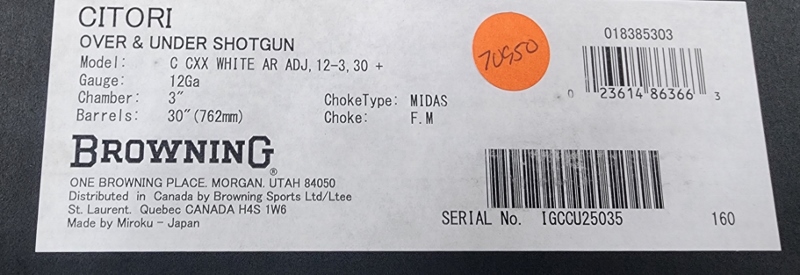 CITORI
OVER & UNDER SHOTGUN
Model: C CXX WHITE AR ADJ,12-3,30 +
Gauge: 12Ga
Chamber: 3"
ChokeType: MIDAS
Barrels: 30"(762mm)
Choke: F.M
70950
018385303
0 23614 86366 3
BROWNING®
ONE BROWNING PLACE. MORGAN. UTAH 84050
Distributed in Canada by Browning Sports Ltd/Ltee
St. Laurent. Quebec CANADA H4S 1W6
Made by Miroku - Japan
SERIAL No. IGCCU25035
160